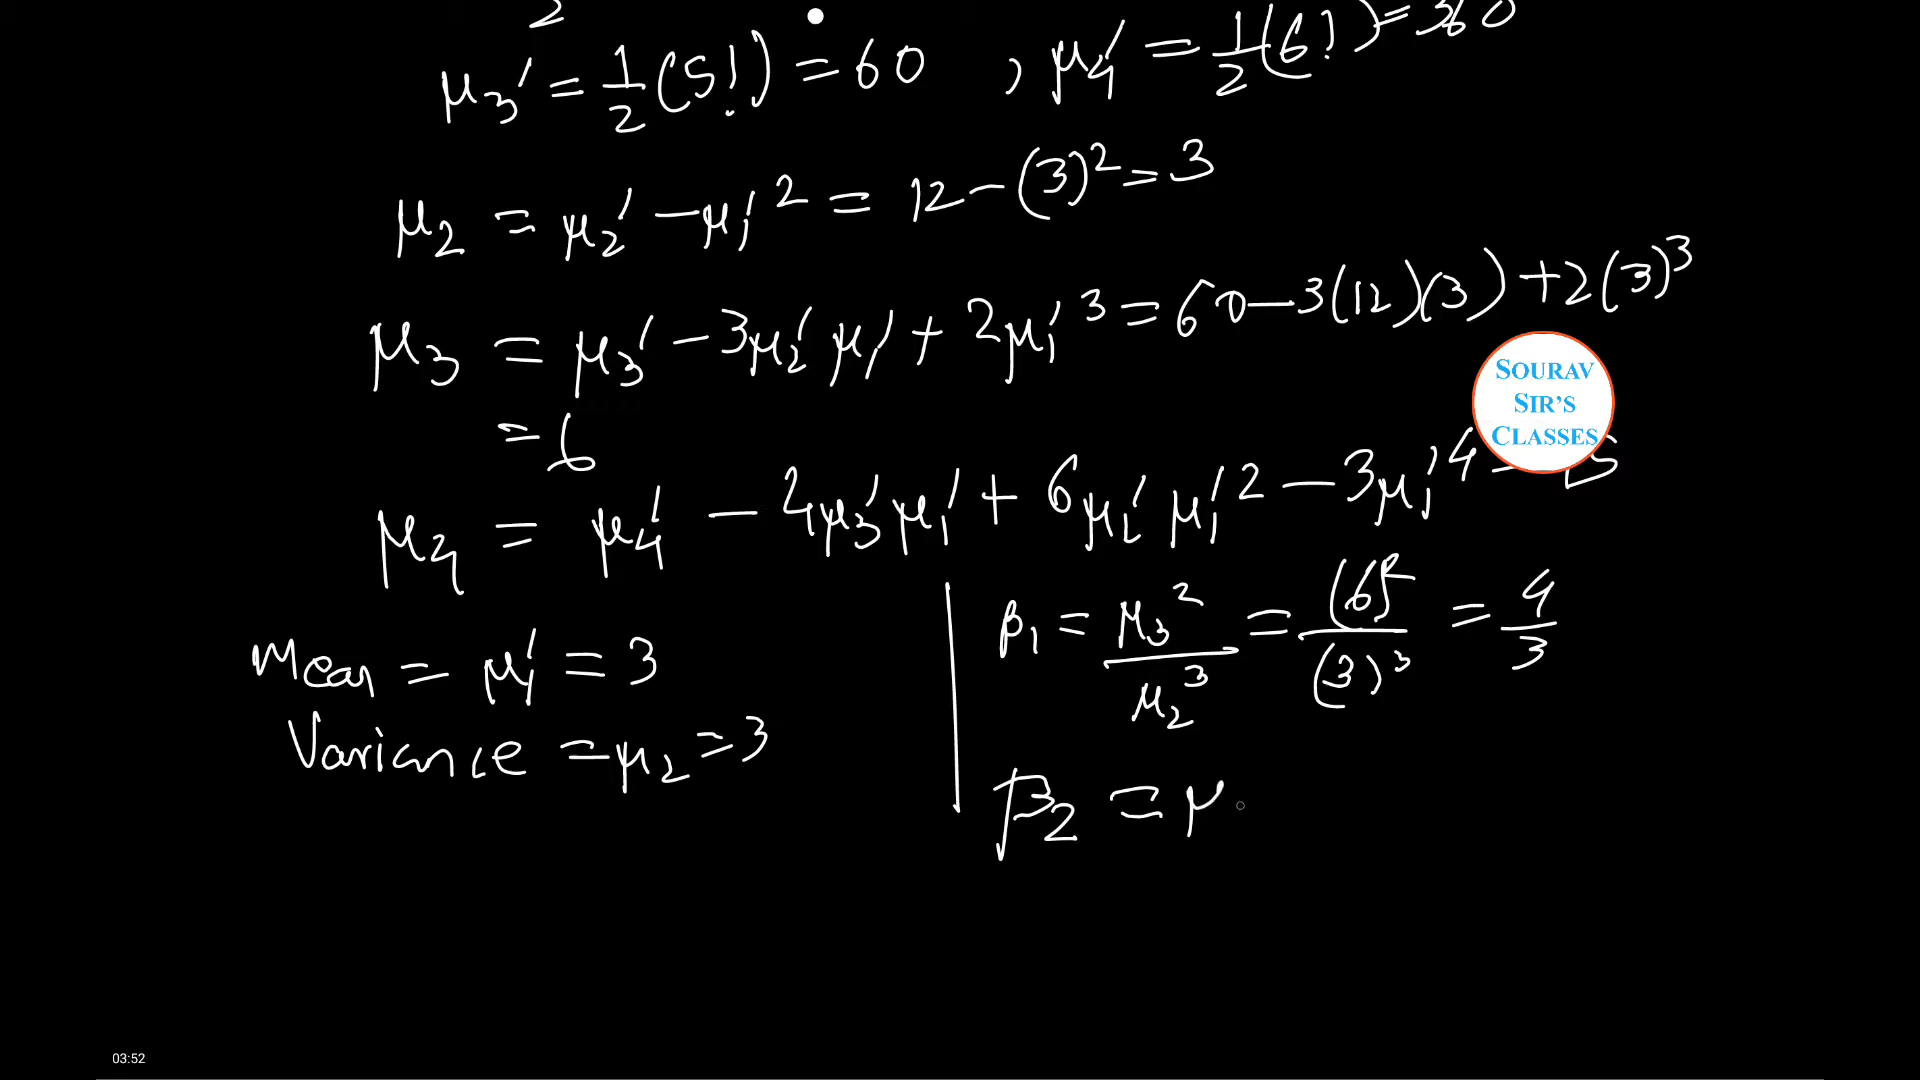 2
μ3′ = 1/2 (5!) = 60 , μ4′ = 1/2 (6!) = 360
μ2 = μ2′ − μ1′² = 12 − (3)² = 3
μ3 = μ3′ − 3μ2′ μ1′ + 2μ1′³ = 60 − 3(12)(3) + 2(3)³
= 6
SOURAV
SIR'S
CLASSES
μ4 = μ4′ − 4μ3′ μ1′ + 6μ2′ μ1′² − 3μ1′⁴ =
Mean = μ1′ = 3
Variance = μ2 = 3
β1 = μ3²/μ2³ = (6)²/(3)³ = 4/3
β2 = μ
03:52